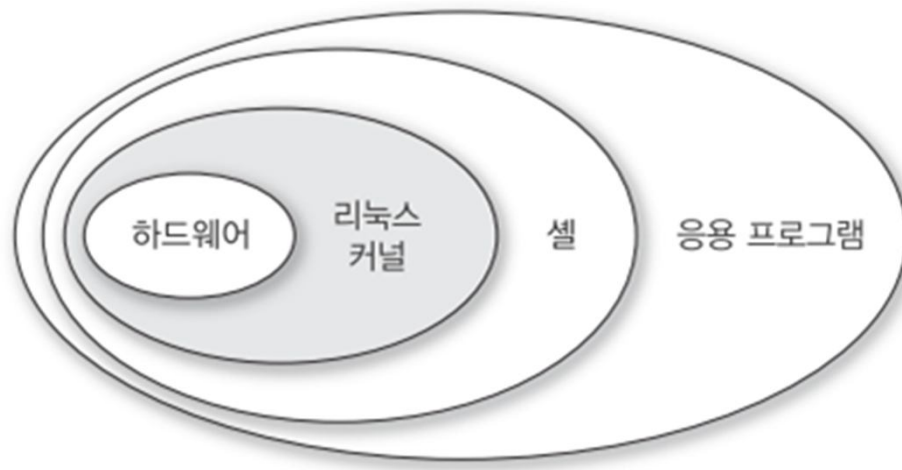 하드웨어
리눅스
커널
셸
응용 프로그램